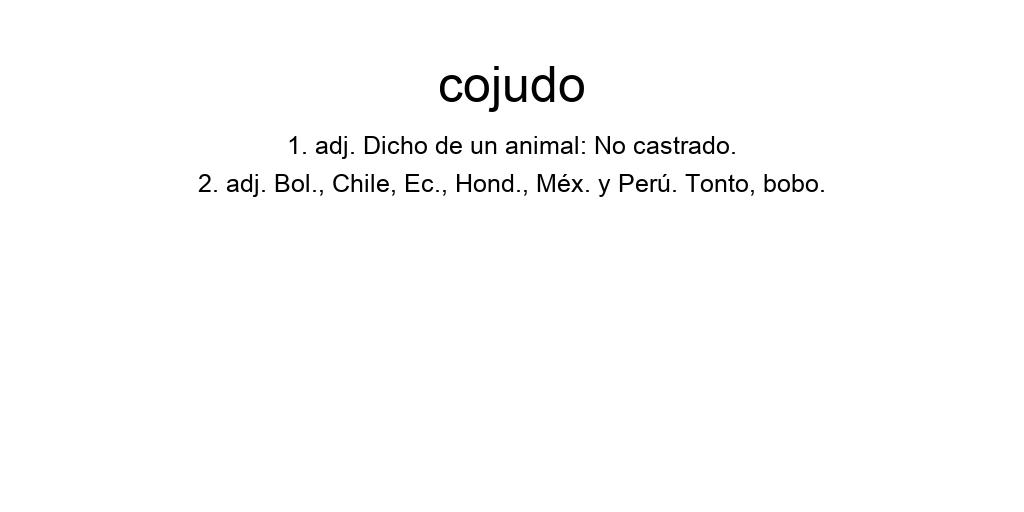 cojudo
1. adj. Dicho de un animal: No castrado.
2. adj. Bol., Chile, Ec., Hond., Méx. y Perú. Tonto, bobo.